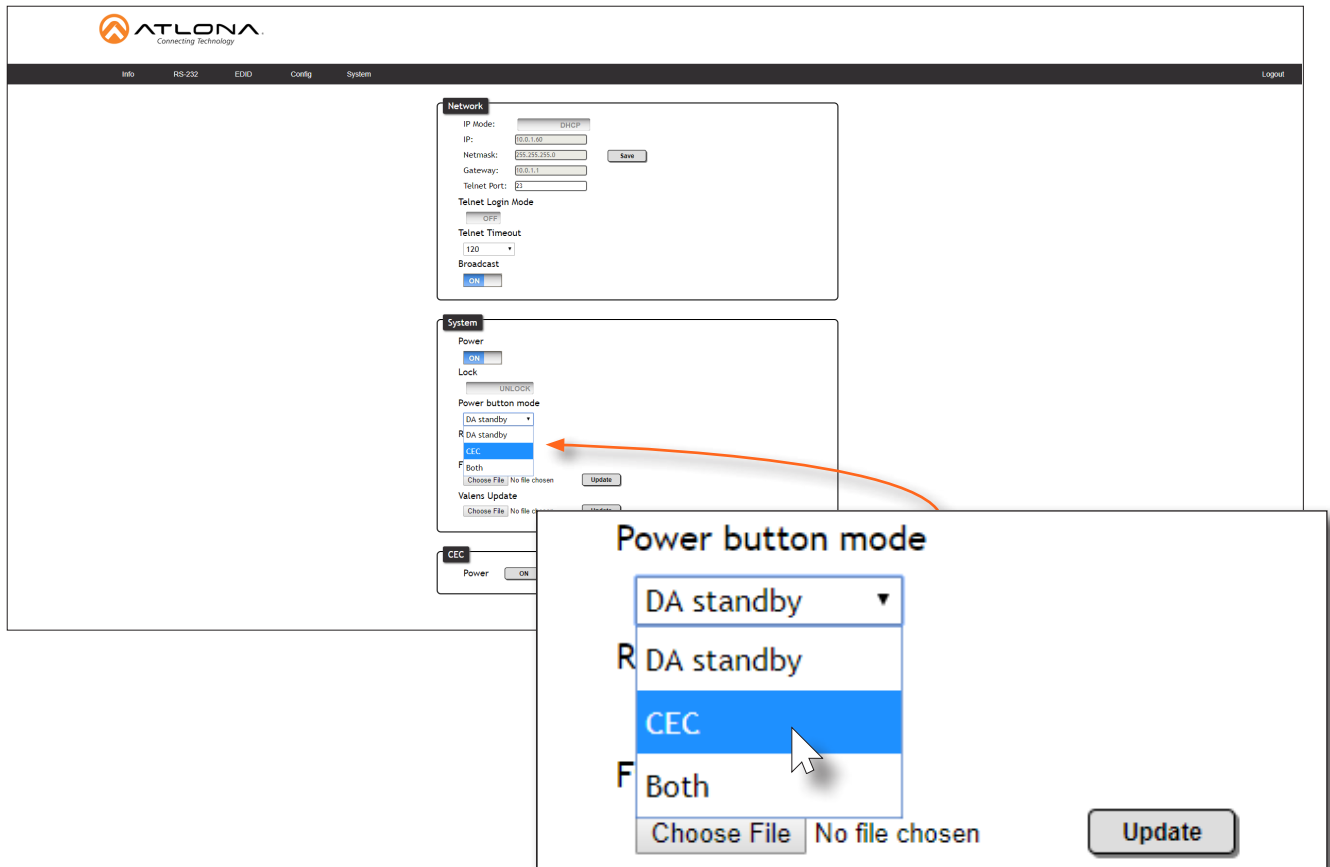 ATLONA.
Connecting Technology
Info RS-232 EDID Config System Logout
Network
IP Mode: DHCP
IP: 10.0.1.60
Netmask: 255.255.255.0 Save
Gateway: 10.0.1.1
Telnet Port: 23
Telnet Login Mode
OFF
Telnet Timeout
120
Broadcast
ON
System
Power
ON
Lock
UNLOCK
Power button mode
DA standby
R DA standby
CEC
F Both
Choose File No file chosen Update
Valens Update
Choose File No file
CEC
Power ON
Power button mode
DA standby
R DA standby
CEC
F Both
Choose File No file chosen Update